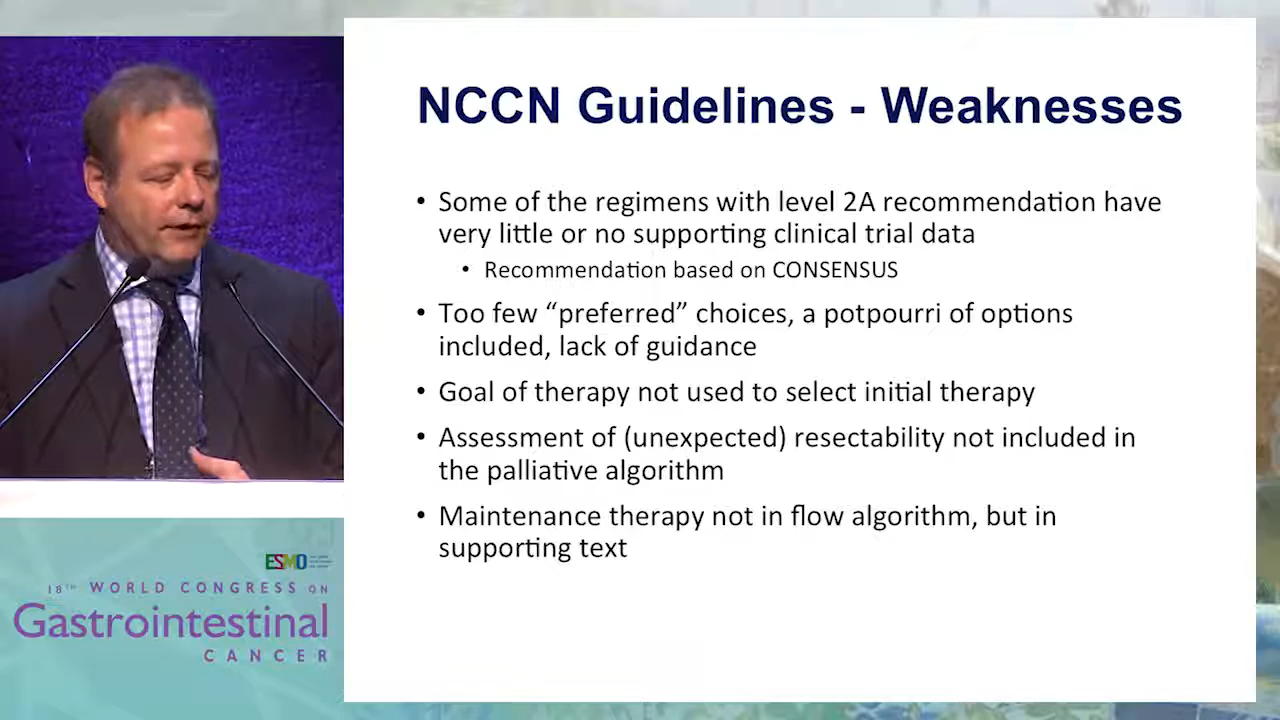 NCCN Guidelines - Weaknesses
• Some of the regimens with level 2A recommendation have
very little or no supporting clinical trial data
• Recommendation based on CONSENSUS
• Too few “preferred” choices, a potpourri of options
included, lack of guidance
• Goal of therapy not used to select initial therapy
• Assessment of (unexpected) resectability not included in
the palliative algorithm
• Maintenance therapy not in flow algorithm, but in
supporting text
ESMO
18TH WORLD CONGRESS ON
Gastrointestinal
CANCER